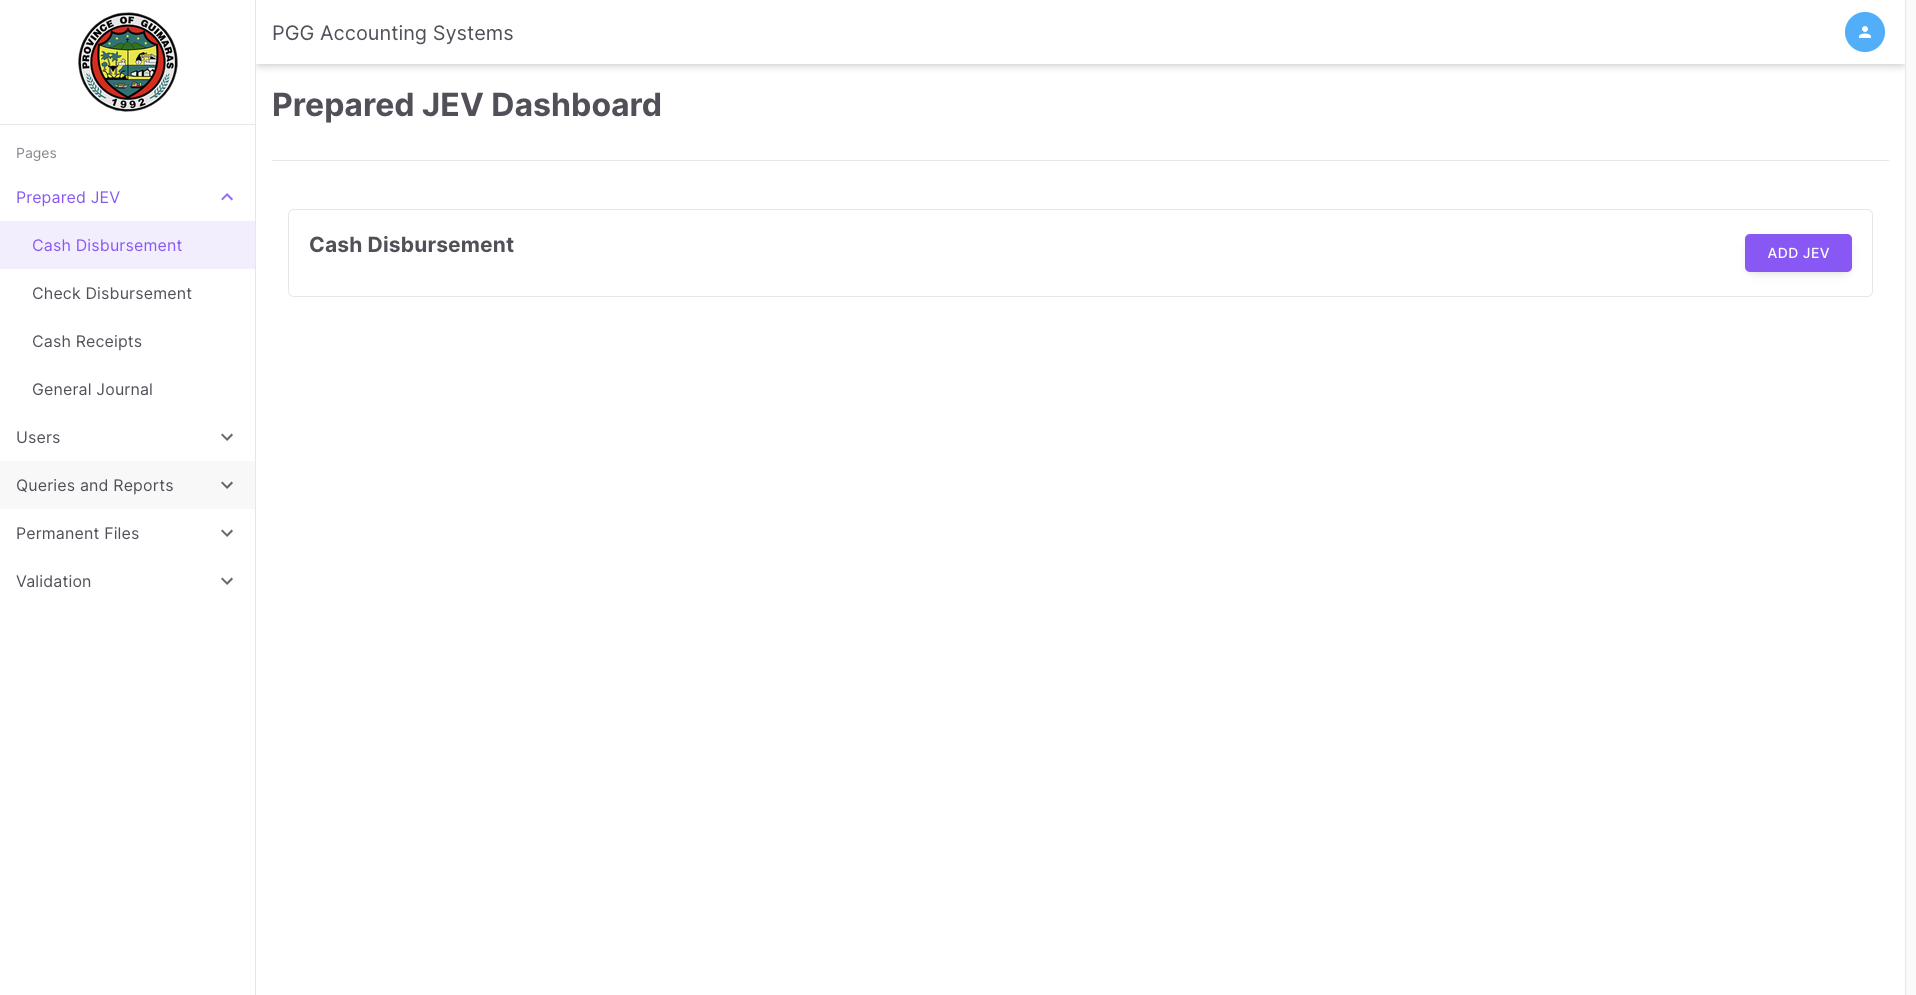 PROVINCE OF GUIMARAS
1992
Pages
Prepared JEV
Cash Disbursement
Check Disbursement
Cash Receipts
General Journal
Users
Queries and Reports
Permanent Files
Validation
PGG Accounting Systems
Prepared JEV Dashboard
Cash Disbursement
ADD JEV